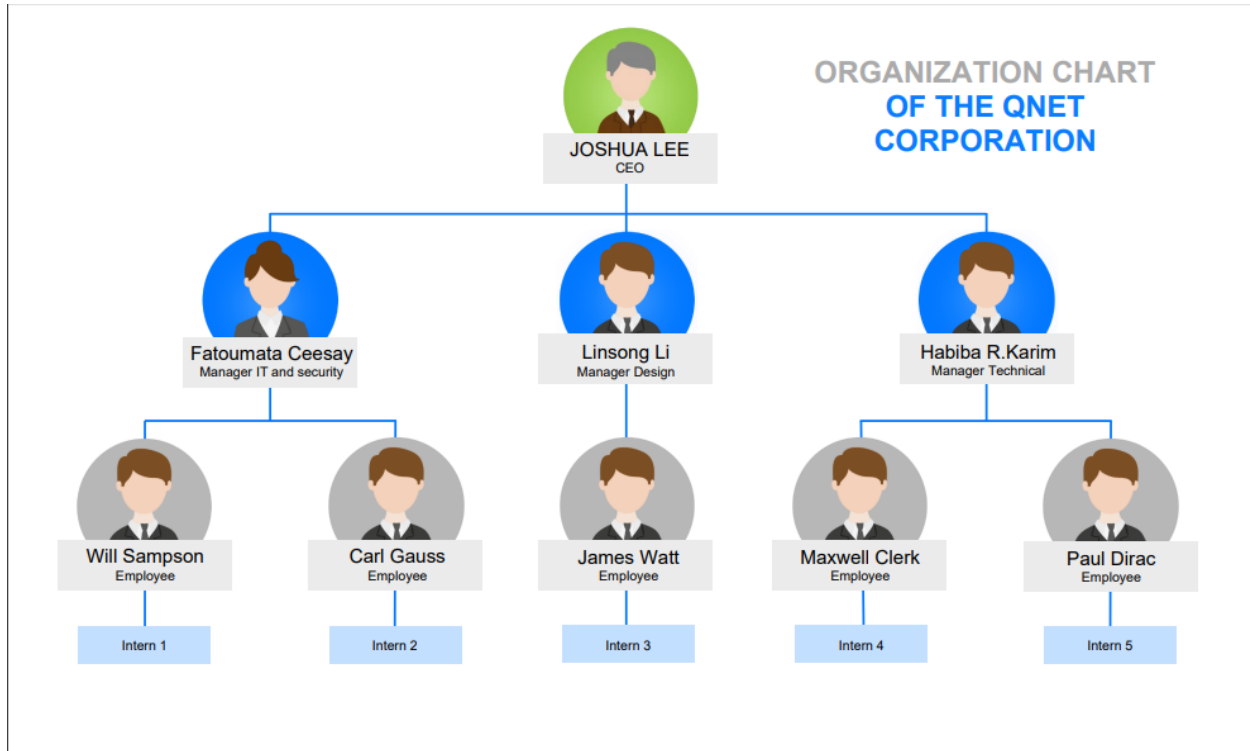 ORGANIZATION CHART
OF THE QNET
CORPORATION
JOSHUA LEE
CEO
Fatoumata Ceesay
Manager IT and security
Linsong Li
Manager Design
Habiba R.Karim
Manager Technical
Will Sampson
Employee
Carl Gauss
Employee
James Watt
Employee
Maxwell Clerk
Employee
Paul Dirac
Employee
Intern 1
Intern 2
Intern 3
Intern 4
Intern 5